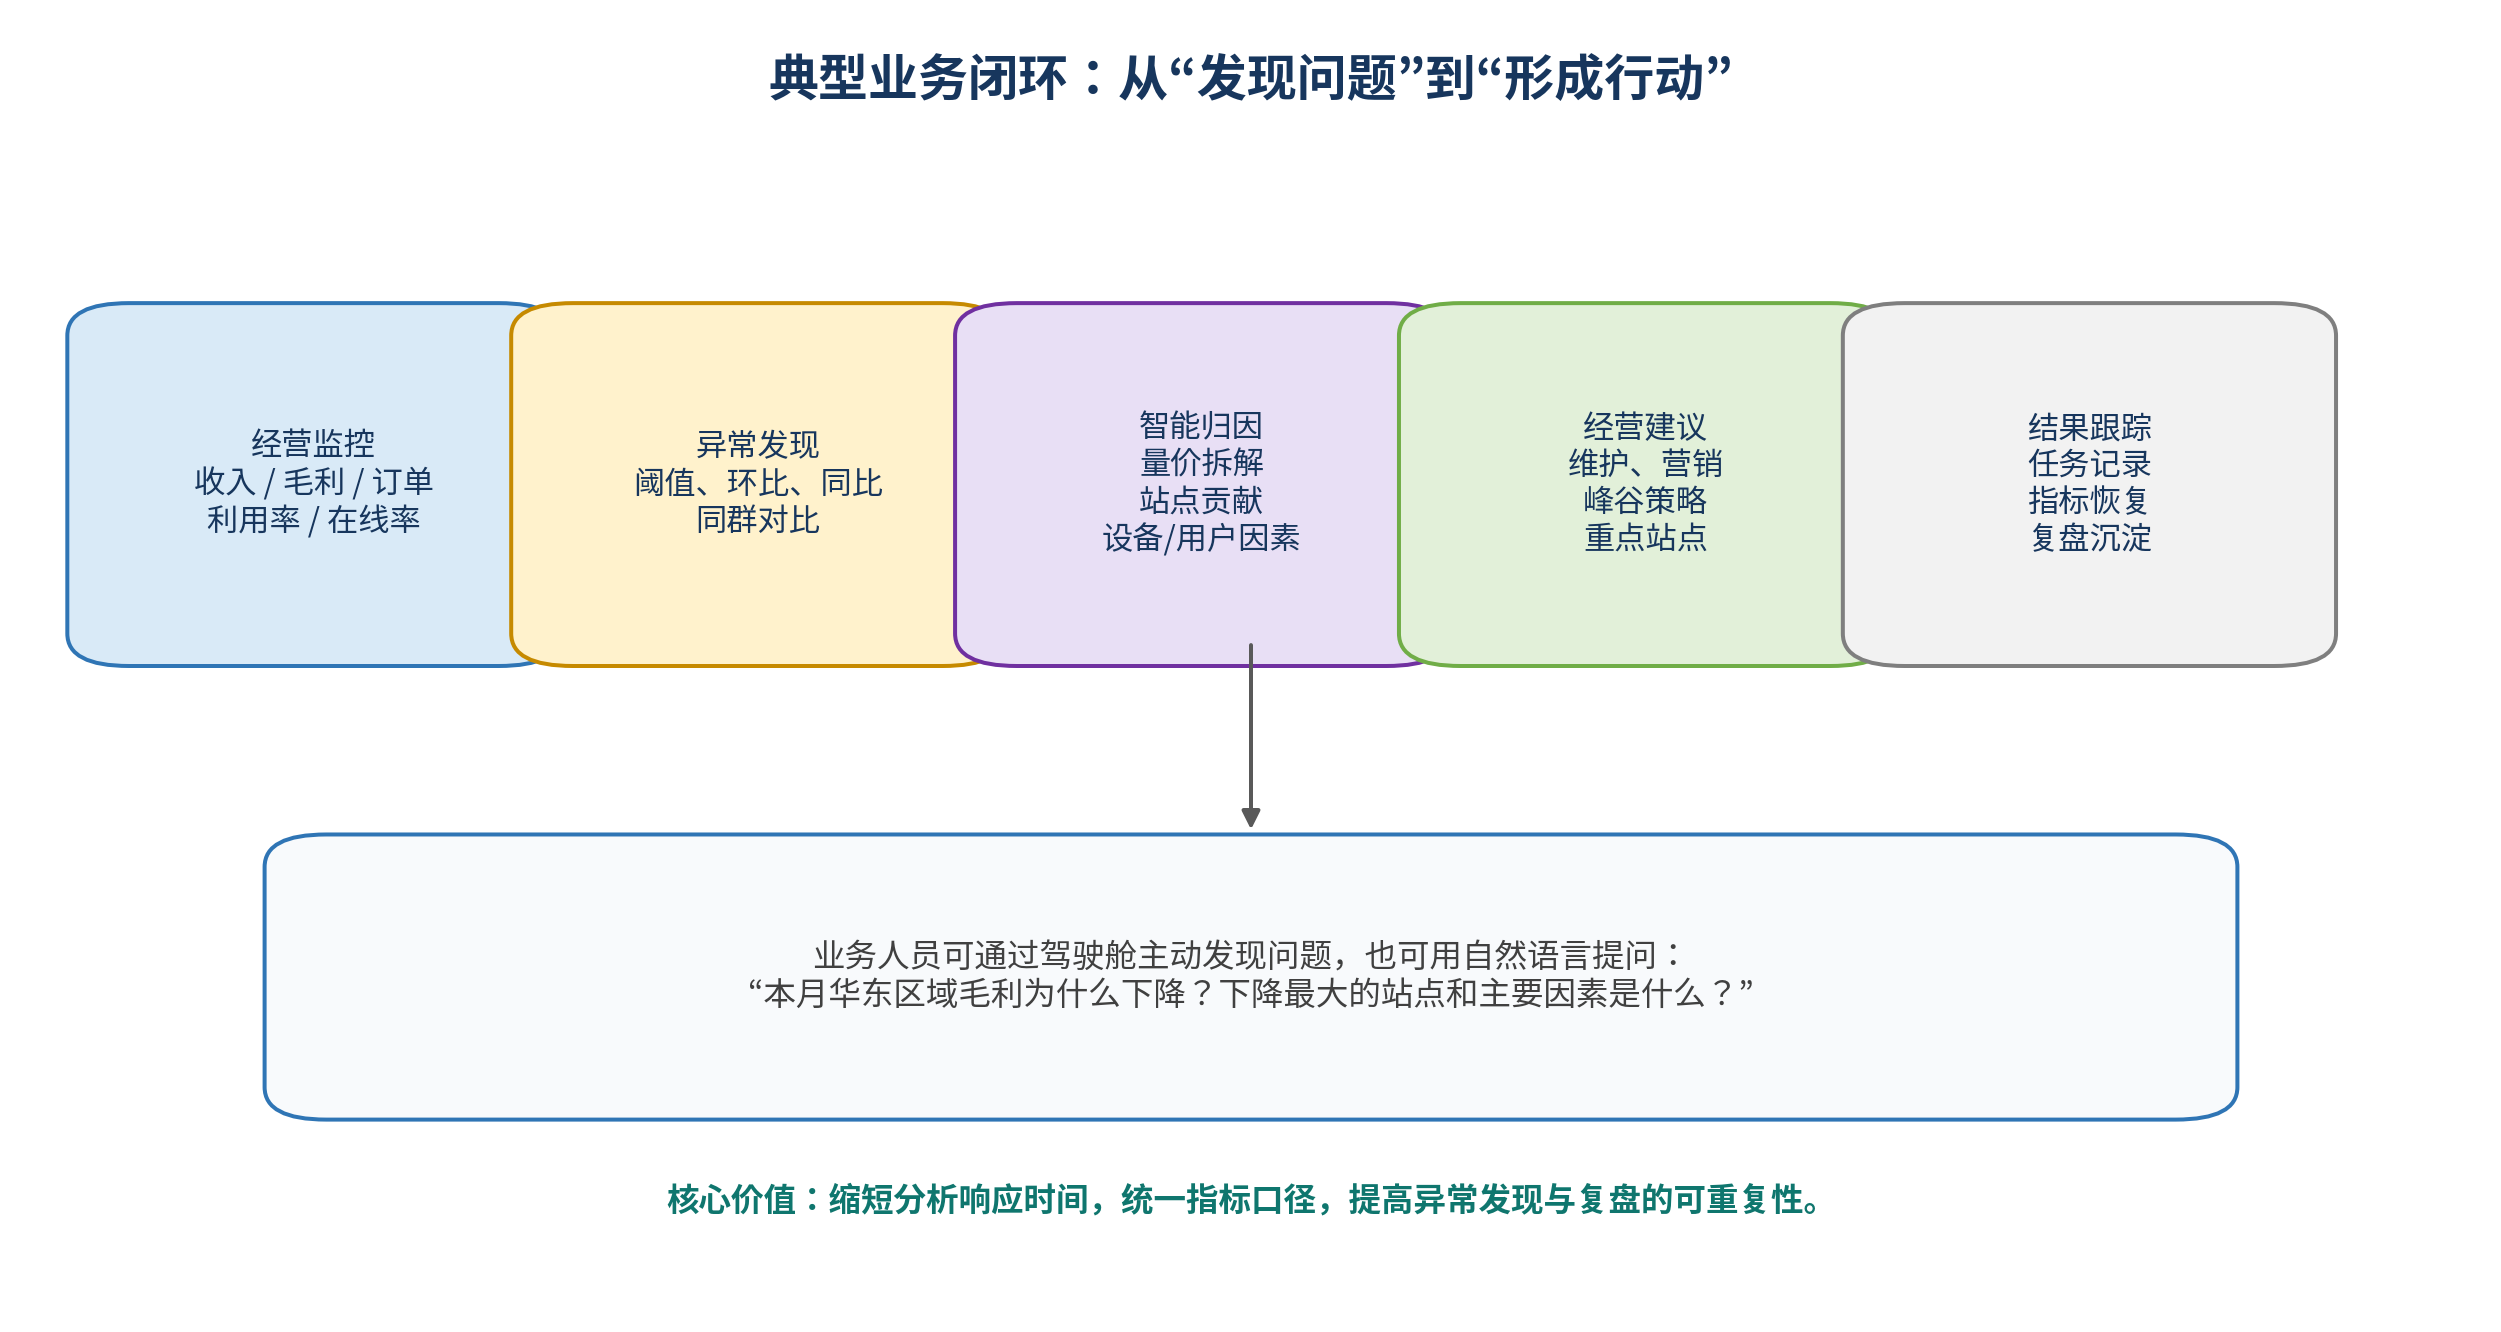 典型业务闭环：从“发现问题”到“形成行动”
经营监控
收入 / 毛利 / 订单
利用率 / 在线率
异常发现
阈值、环比、同比
同群对比
智能归因
量价拆解
站点贡献
设备/用户因素
经营建议
维护、营销
峰谷策略
重点站点
结果跟踪
任务记录
指标恢复
复盘沉淀
业务人员可通过驾驶舱主动发现问题，也可用自然语言提问：
“本月华东区域毛利为什么下降？下降最大的站点和主要因素是什么？”
核心价值：缩短分析响应时间，统一指标口径，提高异常发现与复盘的可重复性。